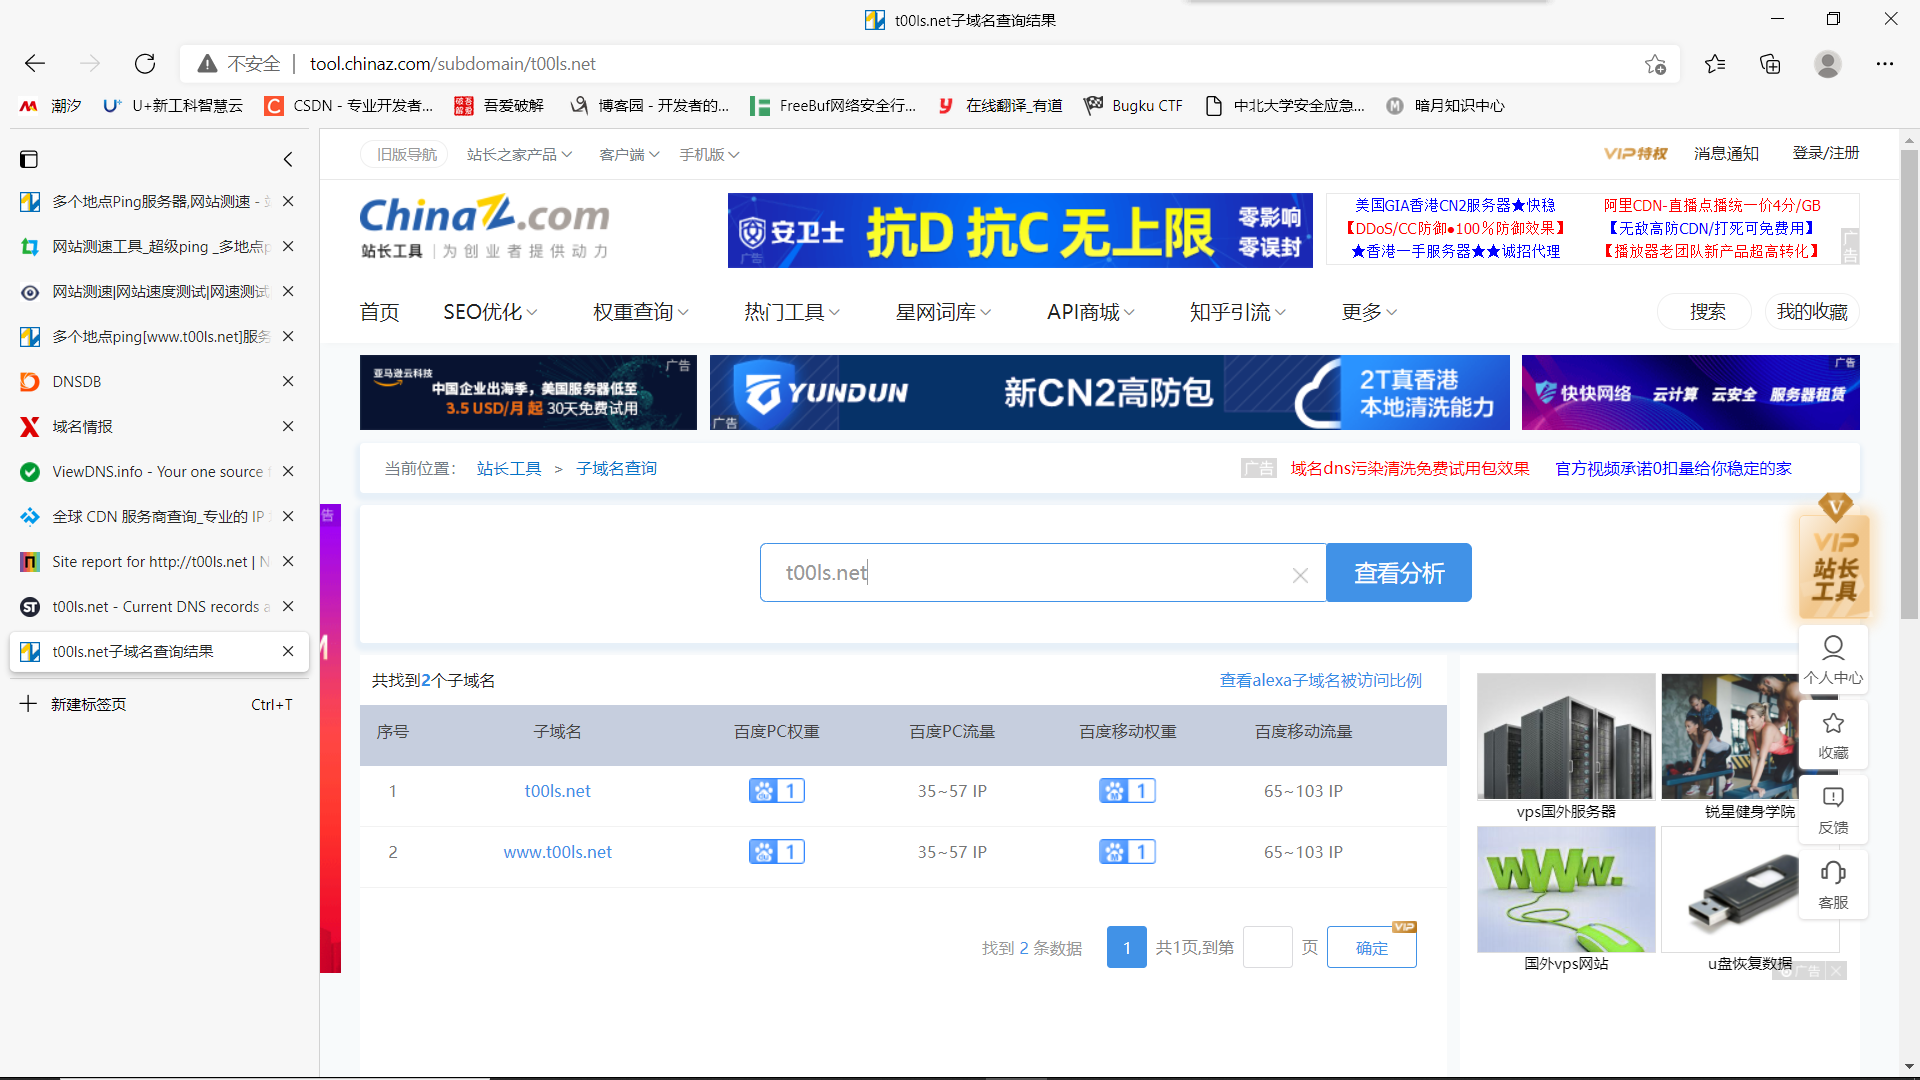 t00ls.net子域名查询结果
不安全
tool.chinaz.com/subdomain/t00ls.net
潮汐
U+新工科智慧云
CSDN - 专业开发者...
吾爱破解
博客园 - 开发者的...
FreeBuf网络安全行...
在线翻译_有道
Bugku CTF
中北大学安全应急...
暗月知识中心
多个地点Ping服务器,网站测速 -
网站测速工具_超级ping _多地点p
网站测速|网站速度测试|网速测试
多个地点ping[www.t00ls.net]服务
DNSDB
域名情报
ViewDNS.info - Your one source
全球 CDN 服务商查询_专业的 IP
Site report for http://t00ls.net | N
t00ls.net - Current DNS records a
t00ls.net子域名查询结果
新建标签页 Ctrl+T
旧版导航 站长之家产品 客户端 手机版
VIP特权 消息通知 登录/注册
ChinaZ.com
站长工具 | 为创业者提供动力
安卫士 抗D 抗C 无上限 零影响
零误封
广告
美国GIA香港CN2服务器★快稳 阿里CDN-直播点播统一价4分/GB
【DDoS/CC防御●100%防御效果】 【无敌高防CDN/打死可免费用】
★香港一手服务器★★诚招代理 【播放器老团队新产品超高转化】
广告
首页 SEO优化 权重查询 热门工具 星网词库 API商城 知乎引流 更多 搜索 我的收藏
亚马逊云科技 广告
中国企业出海季，美国服务器低至
3.5 USD/月 起 30天免费试用
YUNDUN 新CN2高防包 2T真香港
本地清洗能力
广告
快快网络 云计算 云安全 服务器租赁
广告
当前位置： 站长工具 > 子域名查询
广告 域名dns污染清洗免费试用包效果 官方视频承诺0扣量给你稳定的家
告
t00ls.net 查看分析
V
VIP
站长
工具
个人中心
收藏
反馈
客服
共找到2个子域名 查看alexa子域名被访问比例
序号 子域名 百度PC权重 百度PC流量 百度移动权重 百度移动流量
1 t00ls.net 1 35~57 IP 1 65~103 IP
2 www.t00ls.net 1 35~57 IP 1 65~103 IP
找到 2 条数据 1 共1页,到第 页 确定
VIP
vps国外服务器 锐星健身学院
www.
国外vps网站 u盘恢复数据
广告